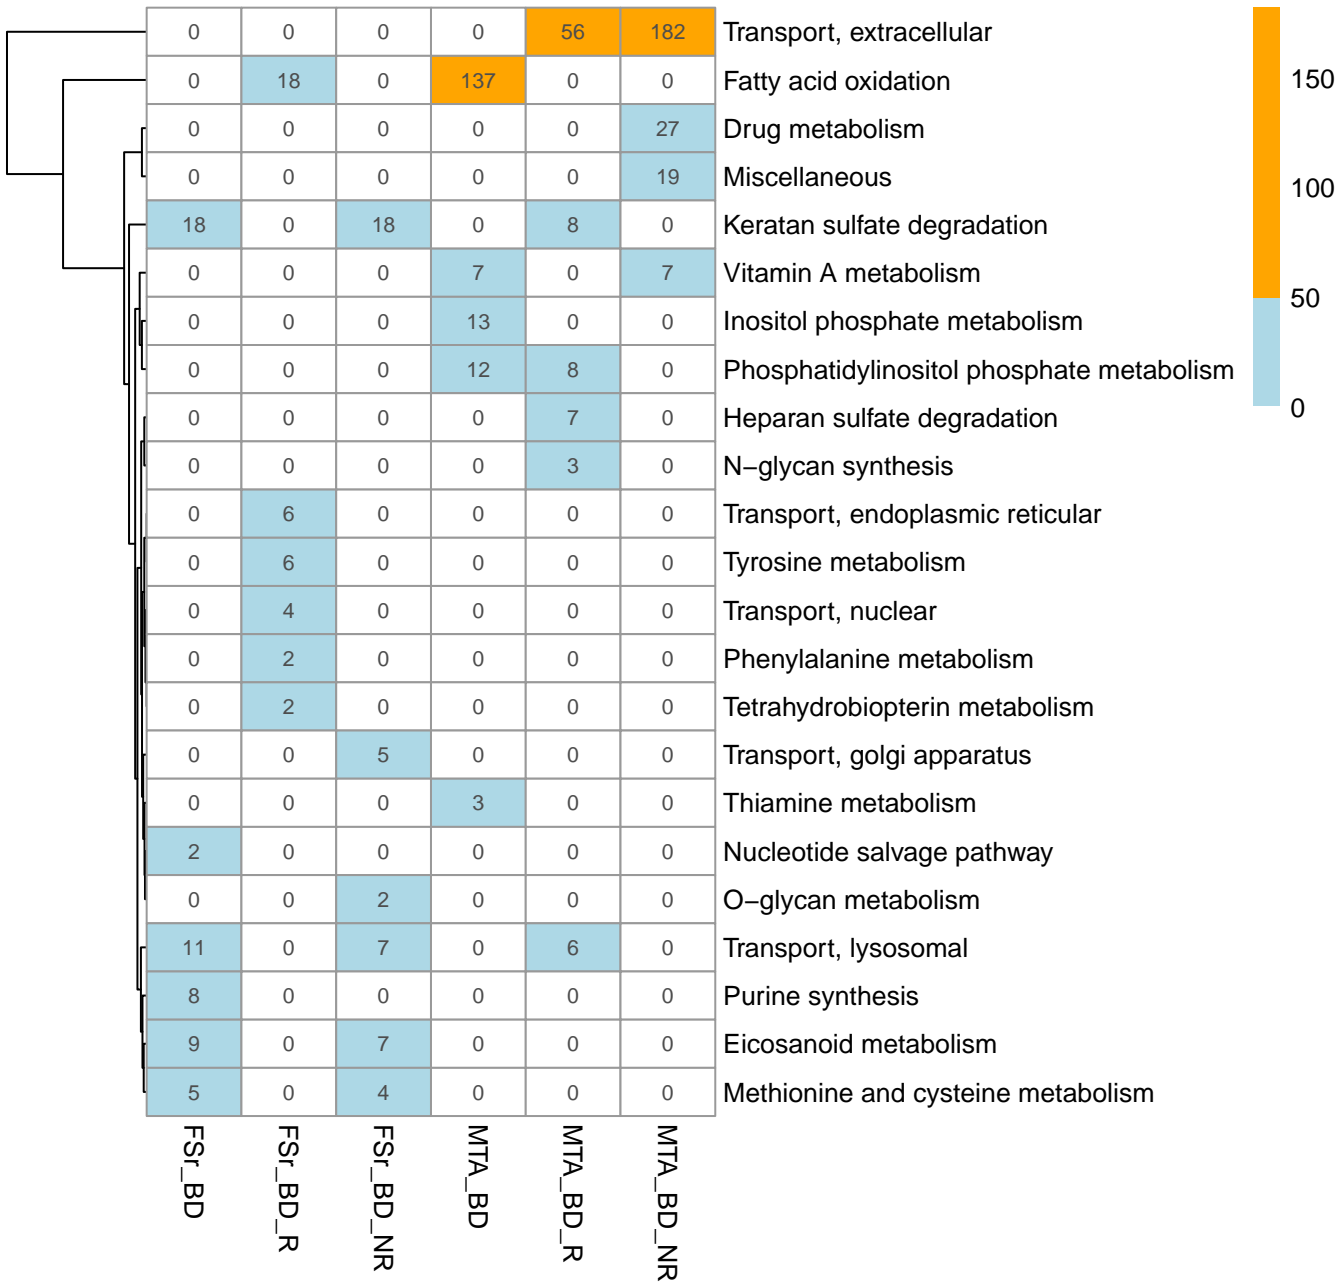 0 0 0 0 56 182 Transport, extracellular
0 18 0 137 0 0 Fatty acid oxidation
0 0 0 0 0 27 Drug metabolism
0 0 0 0 0 19 Miscellaneous
18 0 18 0 8 0 Keratan sulfate degradation
0 0 0 7 0 7 Vitamin A metabolism
0 0 0 13 0 0 Inositol phosphate metabolism
0 0 0 12 8 0 Phosphatidylinositol phosphate metabolism
0 0 0 0 7 0 Heparan sulfate degradation
0 0 0 0 3 0 N−glycan synthesis
0 6 0 0 0 0 Transport, endoplasmic reticular
0 6 0 0 0 0 Tyrosine metabolism
0 4 0 0 0 0 Transport, nuclear
0 2 0 0 0 0 Phenylalanine metabolism
0 2 0 0 0 0 Tetrahydrobiopterin metabolism
0 0 5 0 0 0 Transport, golgi apparatus
0 0 0 3 0 0 Thiamine metabolism
2 0 0 0 0 0 Nucleotide salvage pathway
0 0 2 0 0 0 O−glycan metabolism
11 0 7 0 6 0 Transport, lysosomal
8 0 0 0 0 0 Purine synthesis
9 0 7 0 0 0 Eicosanoid metabolism
5 0 4 0 0 0 Methionine and cysteine metabolism
FSr_BD
FSr_BD_R
FSr_BD_NR
MTA_BD
MTA_BD_R
MTA_BD_NR
150
100
50
0